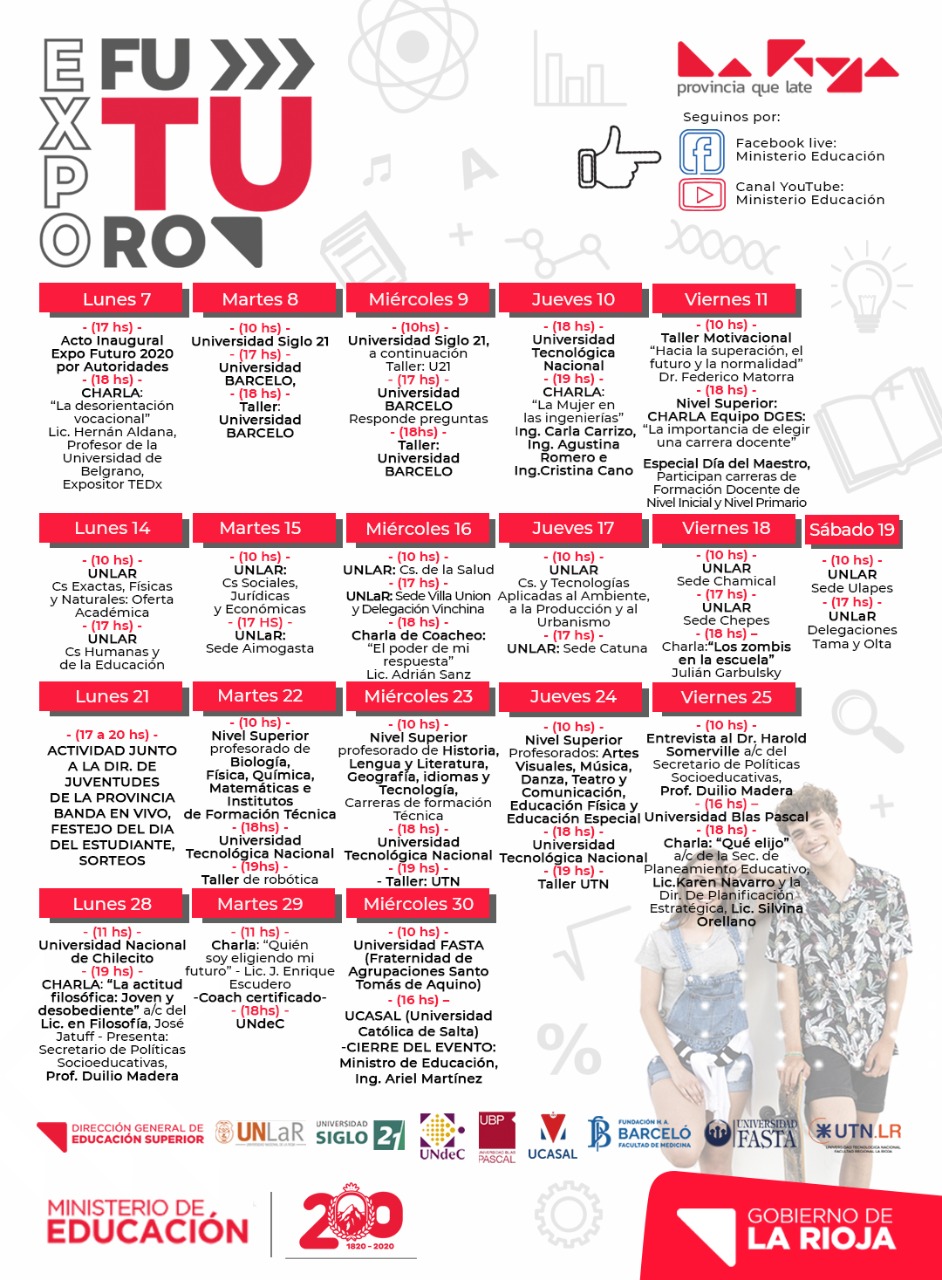 EXPO
FU
TU
RO
La Rioja
provincia que late
Seguinos por:
Facebook live:
Ministerio Educación
Canal YouTube:
Ministerio Educación
Lunes 7
- (17 hs) -
Acto Inaugural
Expo Futuro 2020
por Autoridades
- (18 hs) -
CHARLA:
“La desorientación
vocacional”
Lic. Hernán Aldana,
Profesor de la
Universidad de
Belgrano,
Expositor TEDx
Martes 8
- (10 hs) -
Universidad Siglo 21
- (17 hs) -
Universidad
BARCELO,
- (18 hs) -
Taller:
Universidad
BARCELO
Miércoles 9
- (10hs) -
Universidad Siglo 21,
a continuación
Taller: U21
- (17 hs) -
Universidad
BARCELO
Responde preguntas
- (18hs) -
Taller:
Universidad
BARCELO
Jueves 10
- (18 hs) -
Universidad
Tecnológica
Nacional
- (19 hs) -
CHARLA:
“La Mujer en
las ingenierías”
Ing. Carla Carrizo,
Ing. Agustina
Romero e
Ing.Cristina Cano
Viernes 11
- (10 hs) -
Taller Motivacional
“Hacia la superación, el
futuro y la normalidad”
Dr. Federico Matorra
- (18 hs) -
Nivel Superior:
CHARLA Equipo DGES:
“La importancia de elegir
una carrera docente”
Especial Día del Maestro,
Participan carreras de
Formación Docente de
Nivel Inicial y Nivel Primario
Lunes 14
- (10 hs) -
UNLAR
Cs Exactas, Físicas
y Naturales: Oferta
Académica
- (17 hs) -
UNLAR
Cs Humanas y
de la Educación
Martes 15
- (10 hs) -
UNLAR:
Cs Sociales,
Jurídicas
y Económicas
- (17 HS) -
UNLaR:
Sede Aimogasta
Miércoles 16
- (10 hs) -
UNLAR: Cs. de la Salud
- (17 hs) -
UNLaR: Sede Villa Union
y Delegación Vinchina
- (18 hs) -
Charla de Coacheo:
“El poder de mi
respuesta”
Lic. Adrián Sanz
Jueves 17
- (10 hs) -
UNLAR
Cs. y Tecnologías
Aplicadas al Ambiente,
a la Producción y al
Urbanismo
- (17 hs) -
UNLAR: Sede Catuna
Viernes 18
- (10 hs) -
UNLAR
Sede Chamical
- (17 hs) -
UNLAR
Sede Chepes
- (18 hs) –
Charla:“Los zombis
en la escuela”
Julián Garbulsky
Sábado 19
- (10 hs) -
UNLAR
Sede Ulapes
- (17 hs) -
UNLaR
Delegaciones
Tama y Olta
Lunes 21
- (17 a 20 hs) -
ACTIVIDAD JUNTO
A LA DIR. DE
JUVENTUDES
DE LA PROVINCIA
BANDA EN VIVO,
FESTEJO DEL DIA
DEL ESTUDIANTE,
SORTEOS
Martes 22
- (10 hs) -
Nivel Superior
profesorado de
Biología,
Física, Química,
Matemáticas e
Institutos
de Formación Técnica
- (18hs) -
Universidad
Tecnológica Nacional
- (19hs) -
Taller de robótica
Miércoles 23
- (10 hs) -
Nivel Superior
profesorado de Historia,
Lengua y Literatura,
Geografía, idiomas y
Tecnología,
Carreras de formación
Técnica
- (18 hs) -
Universidad
Tecnológica Nacional
- (19 hs) -
- Taller: UTN
Jueves 24
- (10 hs) -
Nivel Superior
Profesorados: Artes
Visuales, Música,
Danza, Teatro y
Comunicación,
Educación Física y
Educación Especial
- (18 hs) -
Universidad
Tecnológica Nacional
- (19 hs) -
Taller UTN
Viernes 25
- (10 hs) -
Entrevista al Dr. Harold
Somerville a/c del
Secretario de Políticas
Socioeducativas,
Prof. Duilio Madera
- (16 hs) –
Universidad Blas Pascal
- (18 hs) -
Charla: “Qué elijo”
a/c de la Sec. de
Planeamiento Educativo,
Lic.Karen Navarro y la
Dir. De Planificación
Estratégica, Lic. Silvina
Orellano
Lunes 28
- (11 hs) -
Universidad Nacional
de Chilecito
- (19 hs) -
CHARLA: “La actitud
filosófica: Joven y
desobediente” a/c del
Lic. en Filosofía, José
Jatuff - Presenta:
Secretario de Políticas
Socioeducativas,
Prof. Duilio Madera
Martes 29
- (11 hs) -
Charla: “Quién
soy eligiendo mi
futuro” - Lic. J. Enrique
Escudero
-Coach certificado-
- (18hs) -
UNdeC
Miércoles 30
- (10 hs) -
Universidad FASTA
(Fraternidad de
Agrupaciones Santo
Tomás de Aquino)
- (16 hs) –
UCASAL (Universidad
Católica de Salta)
-CIERRE DEL EVENTO:
Ministro de Educación,
Ing. Ariel Martínez
DIRECCIÓN GENERAL DE
EDUCACIÓN SUPERIOR
UNLaR
UNIVERSIDAD
SIGLO 21
UNdeC
UBP
UNIVERSIDAD BLAS
PASCAL
UCASAL
FUNDACIÓN H. A.
BARCELÓ
FACULTAD DE MEDICINA
UNIVERSIDAD
FASTA
UTN.LR
UNIVERSIDAD TECNOLÓGICA NACIONAL
FACULTAD REGIONAL LA RIOJA
MINISTERIO DE
EDUCACIÓN
200
1820 - 2020
GOBIERNO DE
LA RIOJA